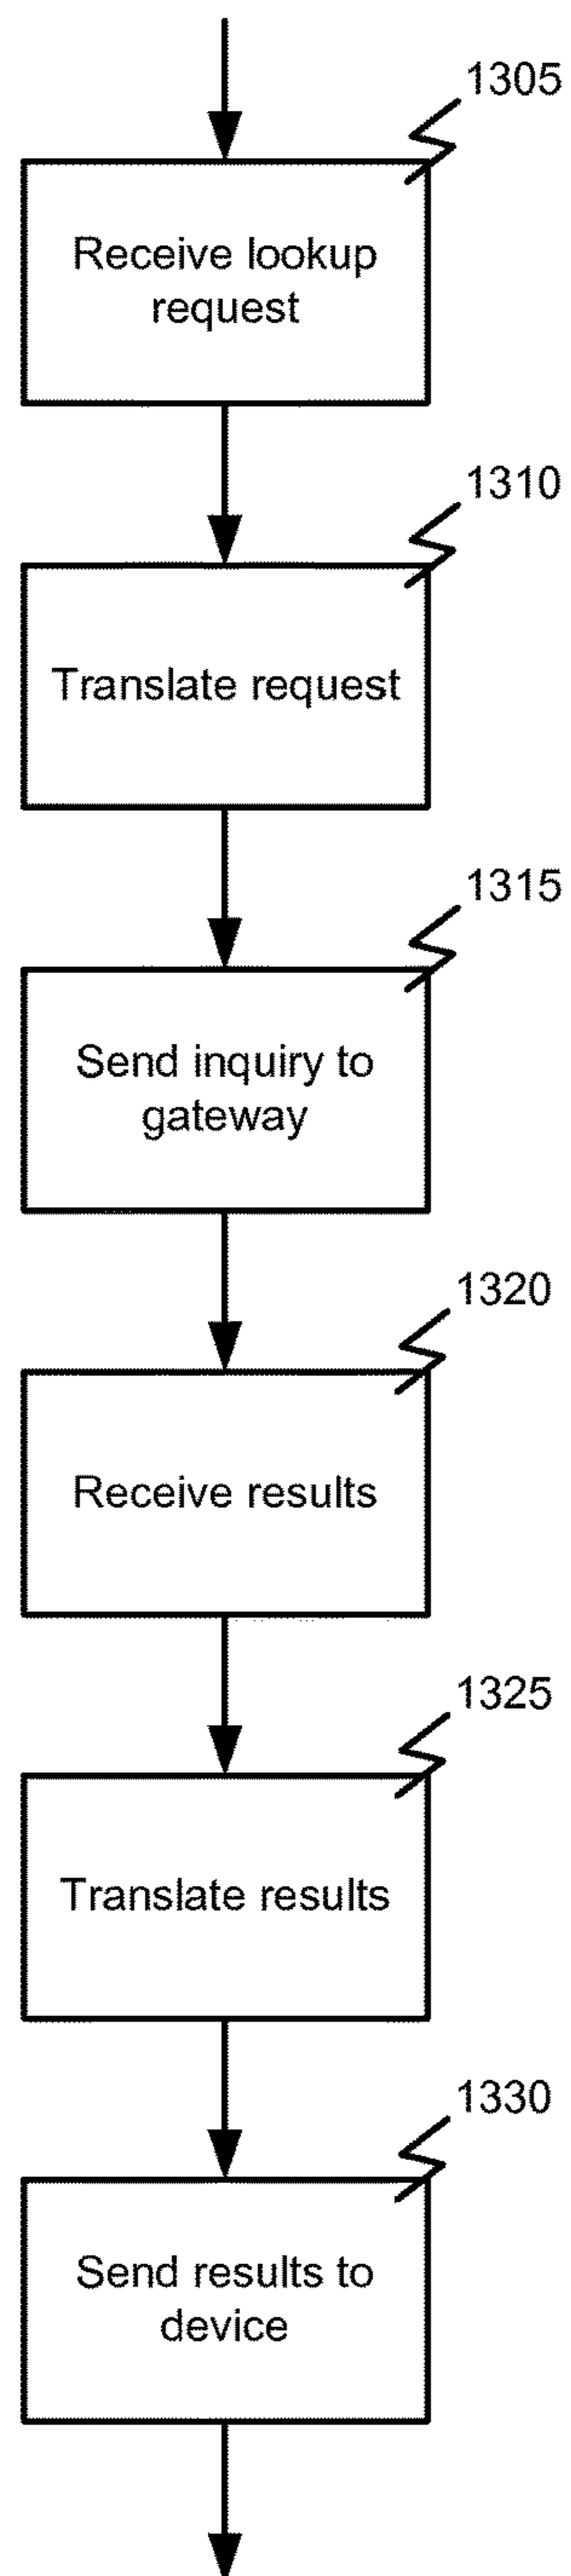 1305
Receive lookup
request
1310
Translate request
1315
Send inquiry to
gateway
1320
Receive results
1325
Translate results
1330
Send results to
device